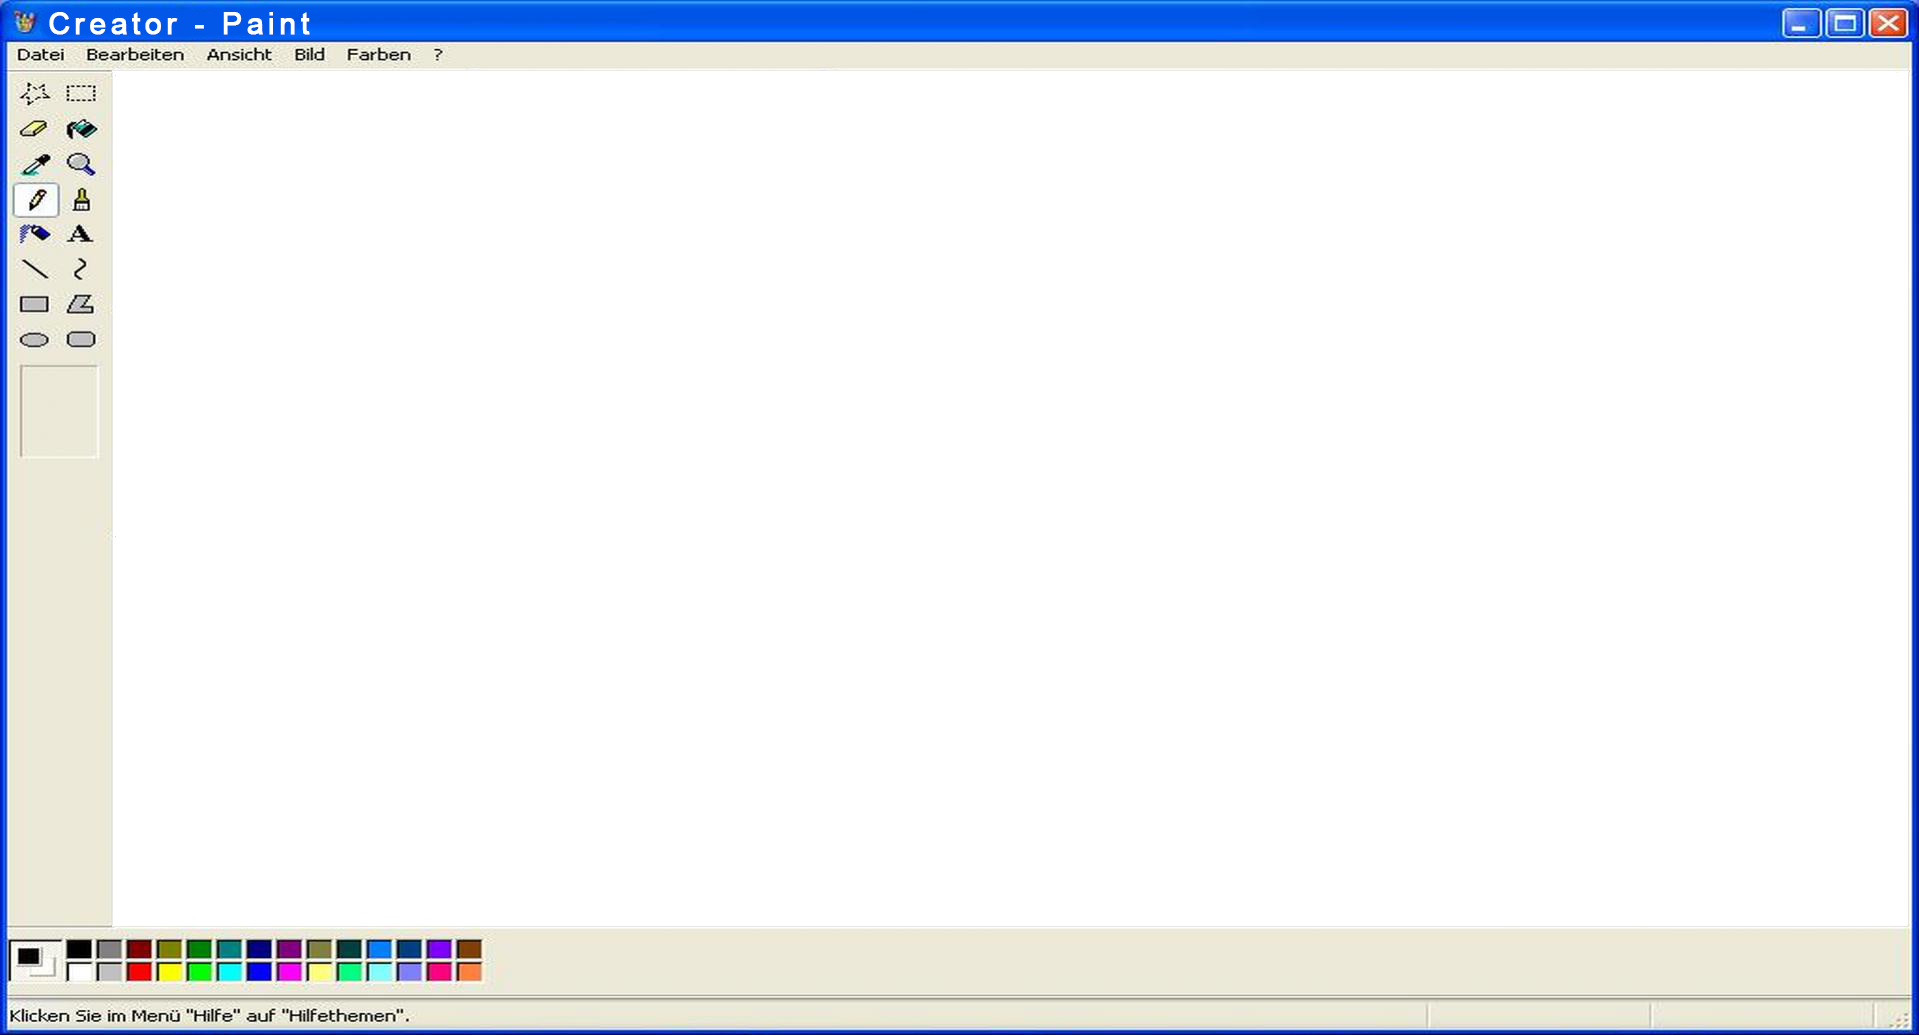 Creator - Paint
Datei Bearbeiten Ansicht Bild Farben ?
A
Klicken Sie im Menü "Hilfe" auf "Hilfethemen".